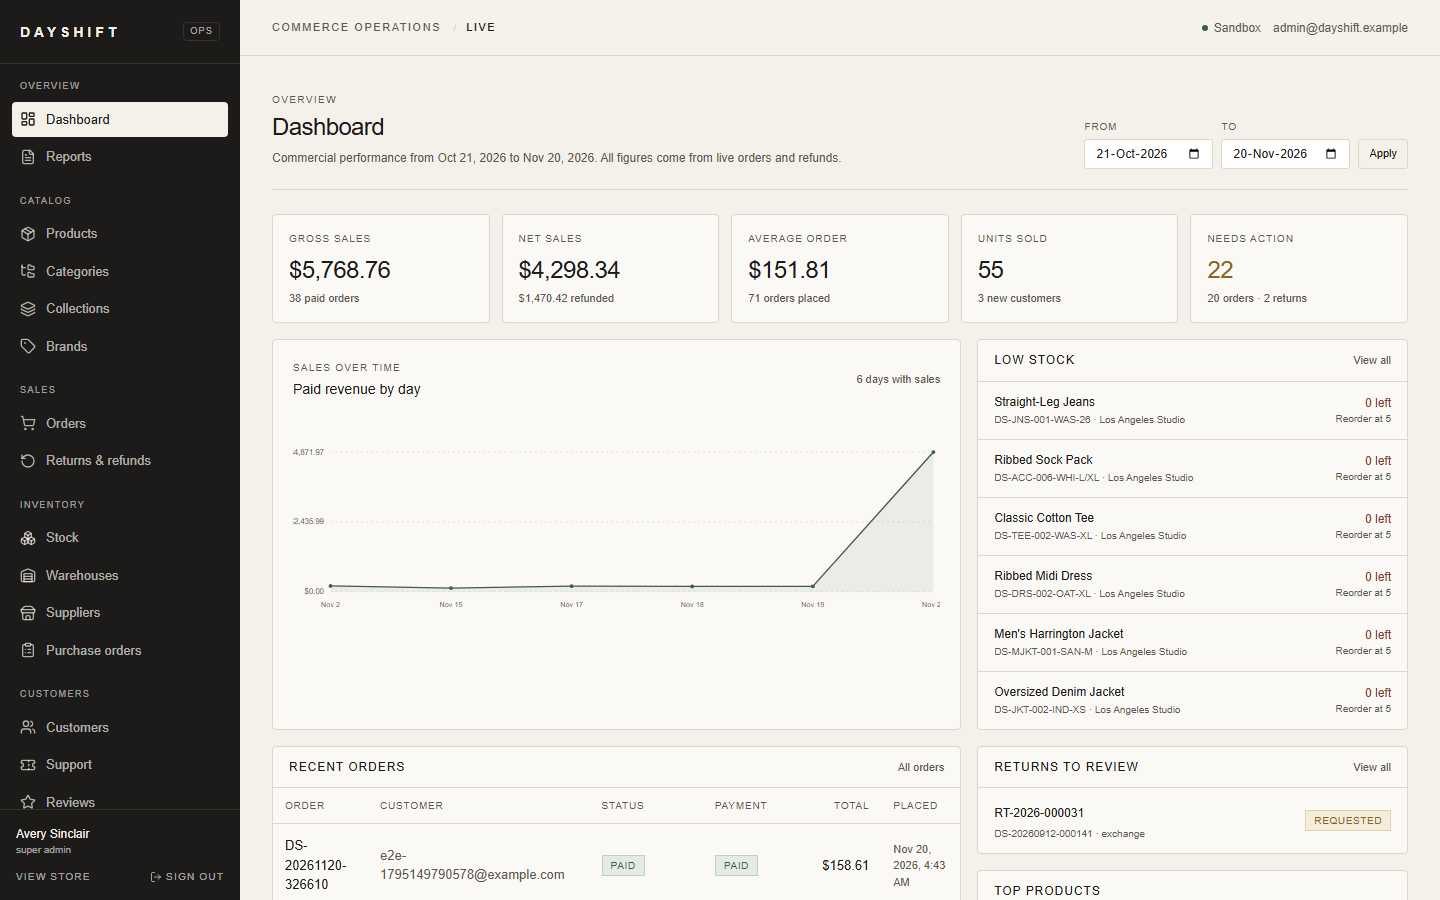 DAYSHIFT
OPS
OVERVIEW
Dashboard
Reports
CATALOG
Products
Categories
Collections
Brands
SALES
Orders
Returns & refunds
INVENTORY
Stock
Warehouses
Suppliers
Purchase orders
CUSTOMERS
Customers
Support
Reviews
Avery Sinclair
super admin
VIEW STORE
SIGN OUT
COMMERCE OPERATIONS / LIVE
Sandbox
admin@dayshift.example
OVERVIEW
Dashboard
Commercial performance from Oct 21, 2026 to Nov 20, 2026. All figures come from live orders and refunds.
FROM
21-Oct-2026
TO
20-Nov-2026
Apply
GROSS SALES
$5,768.76
38 paid orders
NET SALES
$4,298.34
$1,470.42 refunded
AVERAGE ORDER
$151.81
71 orders placed
UNITS SOLD
55
3 new customers
NEEDS ACTION
22
20 orders · 2 returns
SALES OVER TIME
Paid revenue by day
6 days with sales
4,871.97
2,435.99
$0.00
Nov 2
Nov 15
Nov 17
Nov 18
Nov 19
Nov 2
LOW STOCK
View all
Straight-Leg Jeans
DS-JNS-001-WAS-26 · Los Angeles Studio
0 left
Reorder at 5
Ribbed Sock Pack
DS-ACC-006-WHI-L/XL · Los Angeles Studio
0 left
Reorder at 5
Classic Cotton Tee
DS-TEE-002-WAS-XL · Los Angeles Studio
0 left
Reorder at 5
Ribbed Midi Dress
DS-DRS-002-OAT-XL · Los Angeles Studio
0 left
Reorder at 5
Men's Harrington Jacket
DS-MJKT-001-SAN-M · Los Angeles Studio
0 left
Reorder at 5
Oversized Denim Jacket
DS-JKT-002-IND-XS · Los Angeles Studio
0 left
Reorder at 5
RECENT ORDERS
All orders
ORDER
CUSTOMER
STATUS
PAYMENT
TOTAL
PLACED
DS-
20261120-
326610
e2e-
1795149790578@example.com
PAID
PAID
$158.61
Nov 20,
2026, 4:43
AM
RETURNS TO REVIEW
View all
RT-2026-000031
DS-20260912-000141 · exchange
REQUESTED
TOP PRODUCTS